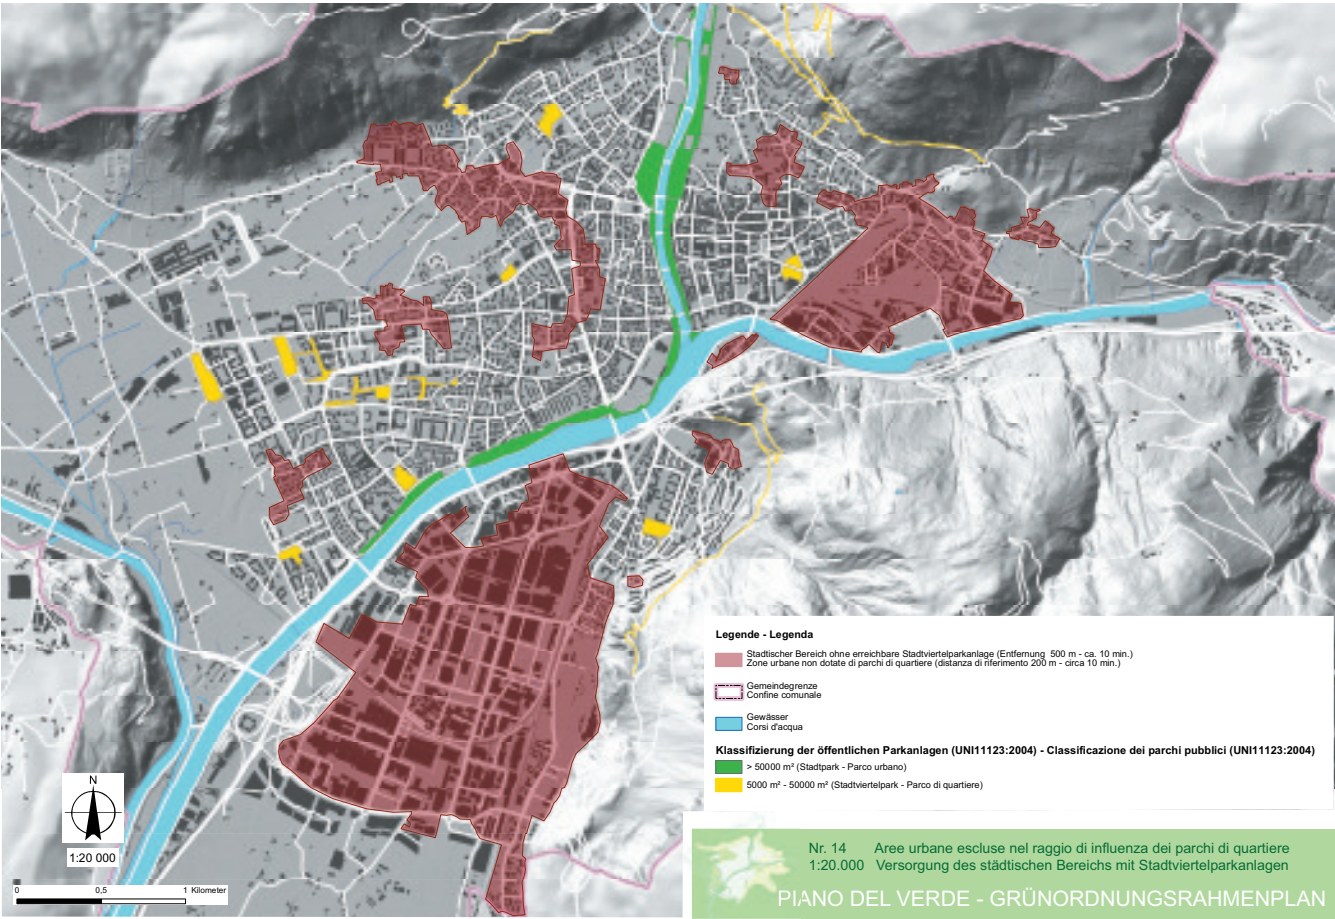 Legende - Legenda
Stadtischer Bereich ohne erreichbare Stadtviertelparkanlage (Entfernung 500 m - ca. 10 min.)
Zone urbane non dotate di parchi di quartiere (distanza di riferimento 200 m - circa 10 min.)
Gemeindegrenze
Confine comunale
Gewässer
Corsi d'acqua
Klassifizierung der öffentlichen Parkanlagen (UNI11123:2004) - Classificazione dei parchi pubblici (UNI11123:2004)
> 50000 m² (Stadtpark - Parco urbano)
5000 m² - 50000 m² (Stadtviertelpark - Parco di quartiere)
N
1:20 000
0 0,5 1 Kilometer
Nr. 14 Aree urbane escluse nel raggio di influenza dei parchi di quartiere
1:20.000 Versorgung des städtischen Bereichs mit Stadtviertelparkanlagen
PIANO DEL VERDE - GRÜNORDNUNGSRAHMENPLAN